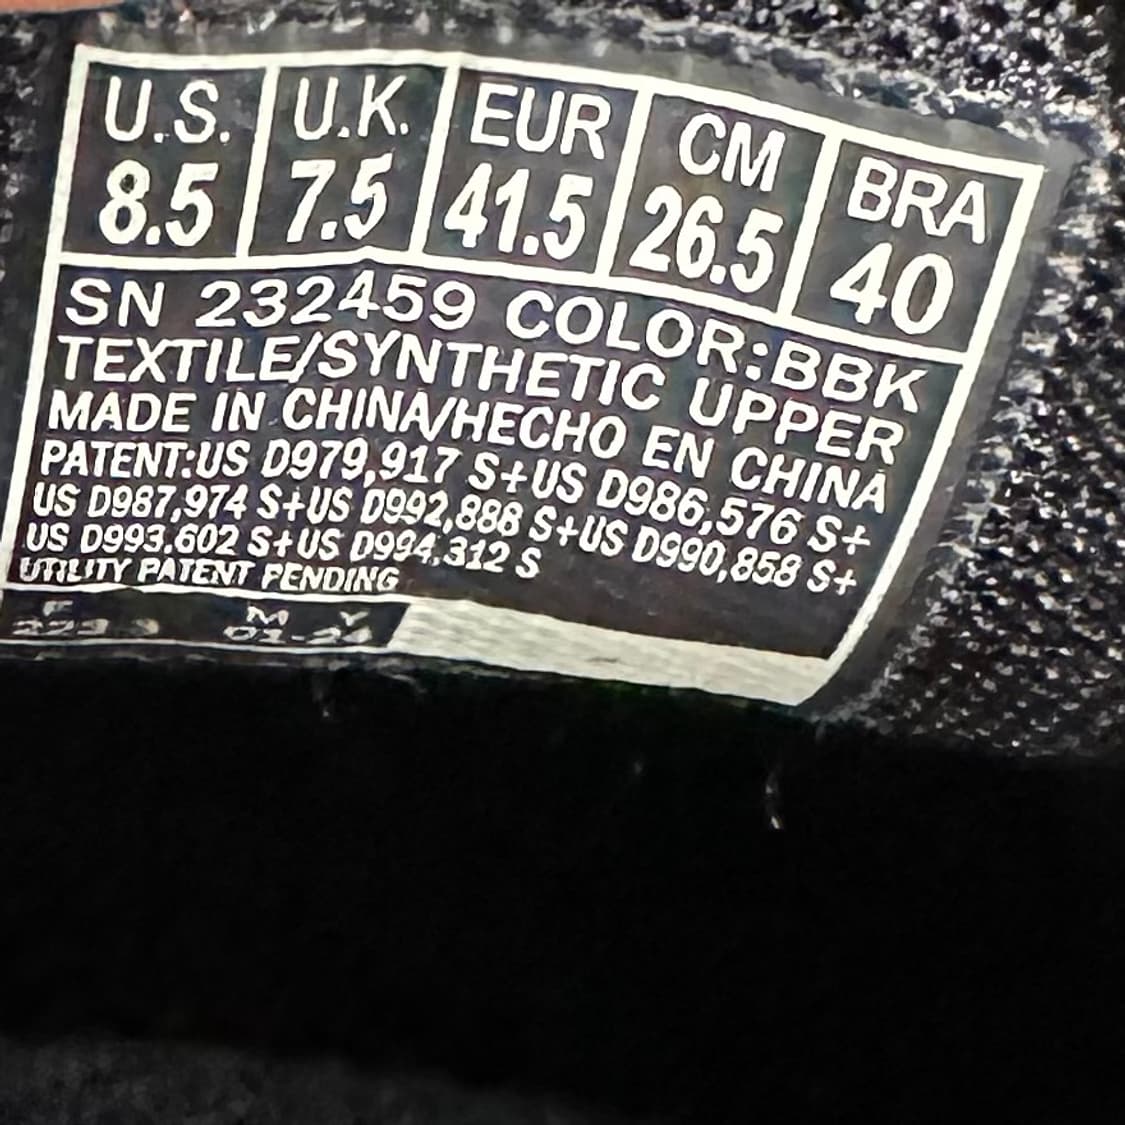 U.S. U.K. EUR CM BRA
8.5 7.5 41.5 26.5 40
SN 232459 COLOR:BBK
TEXTILE/SYNTHETIC UPPER
MADE IN CHINA/HECHO EN CHINA
PATENT:US D979,917 S+US D986,576 S+
US D987,974 S+US D992,888 S+US D990,858 S+
US D993.602 S+US D994,312 S
UTILITY PATENT PENDING
F M Y